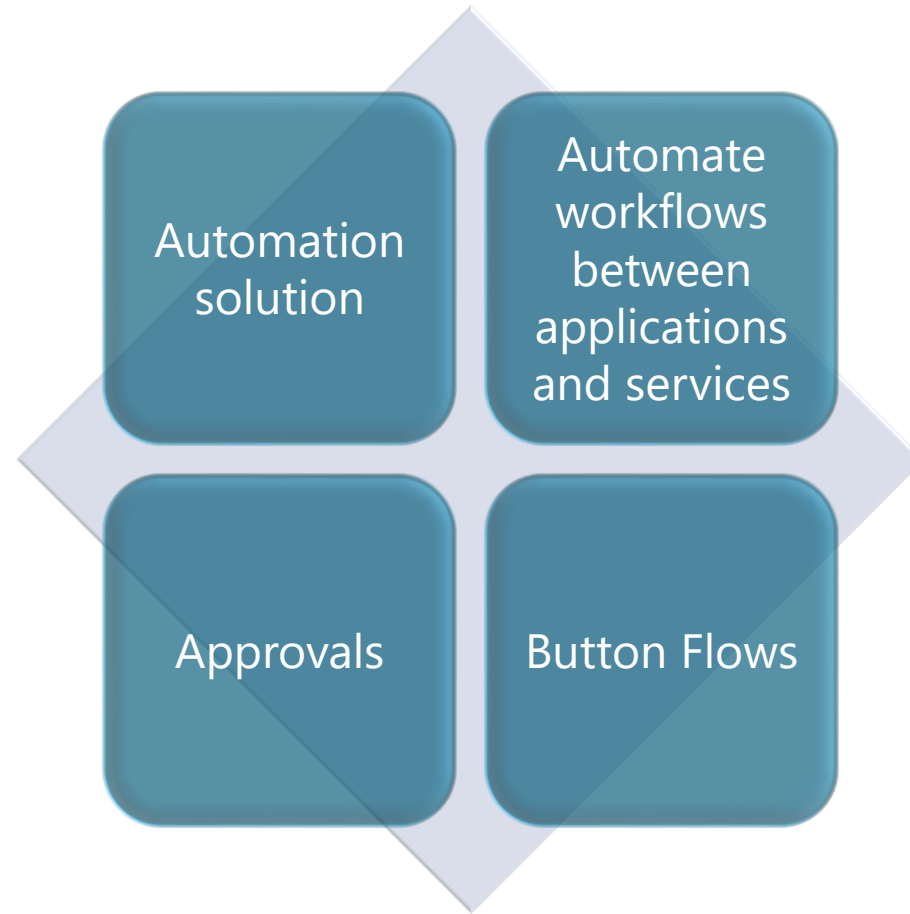 Automation
solution
Automate
workflows
between
applications
and services
Approvals
Button Flows